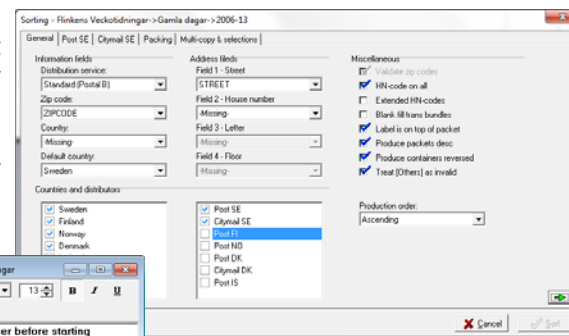 Sorting - Flinkens Veckotidningar->Gamla dagar->2006-13
General | Post SE | Citymail SE | Packing | Multi-copy & selections
Information fields
Distribution service:
Standard (Postal B)
Zip code:
ZIPCODE
Country:
-Missing-
Default country:
Sweden
Address fileds
Field 1 - Street
STREET
Field 2 - House number
-Missing-
Field 3 - Letter
-Missing-
Field 4 - Floor
-Missing-
Miscellaneous
Validate zip codes
HN-code on all
Extended HN-codes
Blank fill trans bundles
Label is on top of packet
Produce packets desc
Produce containers reversed
Treat [Others] as invalid
Production order:
Ascending
Countries and distributors
Sweden
Finland
Norway
Denmark
Post SE
Citymail SE
Post FI
Post NO
Post DK
Citymail DK
Post IS
gar
13 B I U
er before starting
Cancel Sort